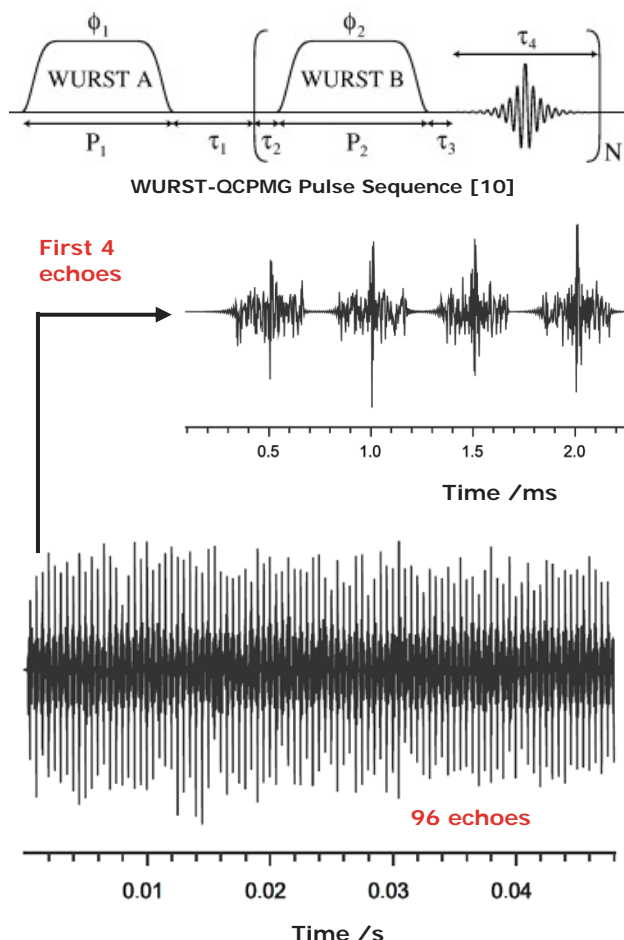 ϕ₁ ϕ₂ τ₄
WURST A WURST B
P₁ τ₁ τ₂ P₂ τ₃ N
WURST-QCPMG Pulse Sequence [10]
First 4
echoes
0.5 1.0 1.5 2.0
Time /ms
96 echoes
0.01 0.02 0.03 0.04
Time /s